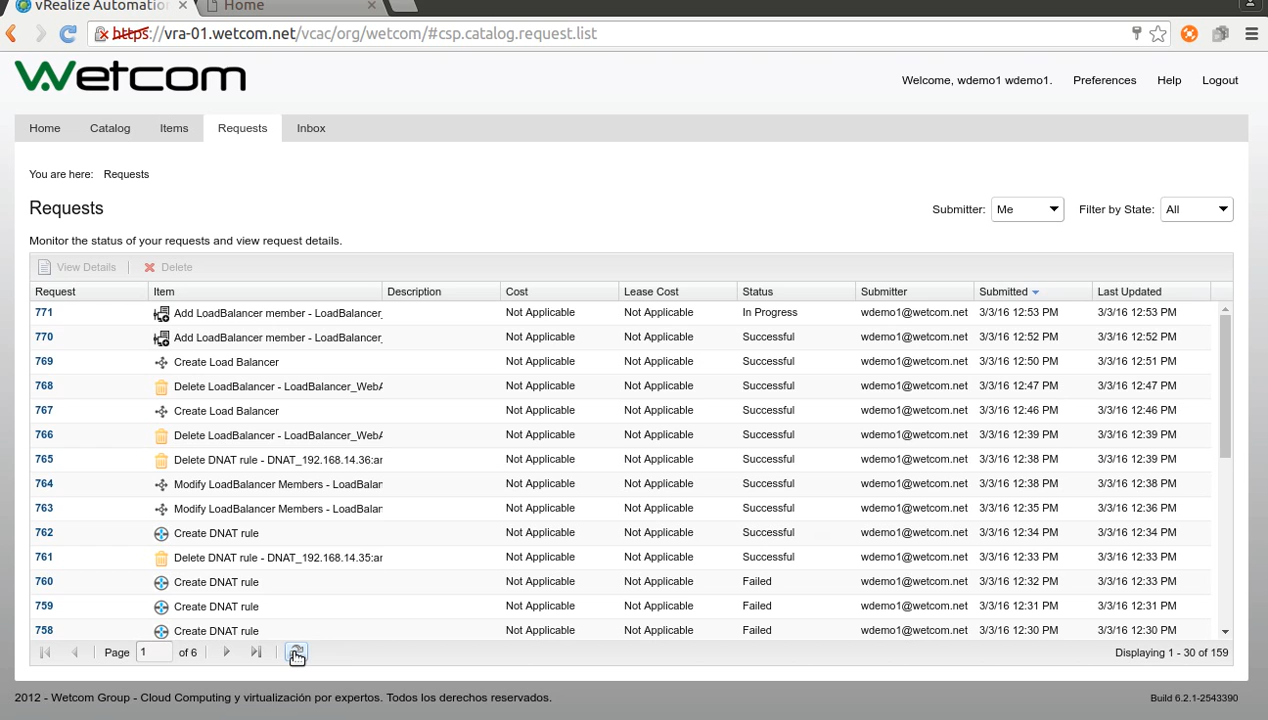 vRealize Automation
Home
https://vra-01.wetcom.net/vcac/org/wetcom/#csp.catalog.request.list
Wetcom
Welcome, wdemo1 wdemo1. Preferences Help Logout
Home Catalog Items Requests Inbox
You are here: Requests
Requests
Submitter: Me Filter by State: All
Monitor the status of your requests and view request details.
View Details Delete
Request Item Description Cost Lease Cost Status Submitter Submitted Last Updated
771 Add LoadBalancer member - LoadBalancer_ Not Applicable Not Applicable In Progress wdemo1@wetcom.net 3/3/16 12:53 PM 3/3/16 12:53 PM
770 Add LoadBalancer member - LoadBalancer_ Not Applicable Not Applicable Successful wdemo1@wetcom.net 3/3/16 12:52 PM 3/3/16 12:52 PM
769 Create Load Balancer Not Applicable Not Applicable Successful wdemo1@wetcom.net 3/3/16 12:50 PM 3/3/16 12:51 PM
768 Delete LoadBalancer - LoadBalancer_WebA Not Applicable Not Applicable Successful wdemo1@wetcom.net 3/3/16 12:47 PM 3/3/16 12:47 PM
767 Create Load Balancer Not Applicable Not Applicable Successful wdemo1@wetcom.net 3/3/16 12:46 PM 3/3/16 12:46 PM
766 Delete LoadBalancer - LoadBalancer_WebA Not Applicable Not Applicable Successful wdemo1@wetcom.net 3/3/16 12:39 PM 3/3/16 12:39 PM
765 Delete DNAT rule - DNAT_192.168.14.36:ar Not Applicable Not Applicable Successful wdemo1@wetcom.net 3/3/16 12:38 PM 3/3/16 12:39 PM
764 Modify LoadBalancer Members - LoadBalar Not Applicable Not Applicable Successful wdemo1@wetcom.net 3/3/16 12:38 PM 3/3/16 12:38 PM
763 Modify LoadBalancer Members - LoadBalar Not Applicable Not Applicable Successful wdemo1@wetcom.net 3/3/16 12:35 PM 3/3/16 12:36 PM
762 Create DNAT rule Not Applicable Not Applicable Successful wdemo1@wetcom.net 3/3/16 12:34 PM 3/3/16 12:34 PM
761 Delete DNAT rule - DNAT_192.168.14.35:ar Not Applicable Not Applicable Successful wdemo1@wetcom.net 3/3/16 12:33 PM 3/3/16 12:33 PM
760 Create DNAT rule Not Applicable Not Applicable Failed wdemo1@wetcom.net 3/3/16 12:32 PM 3/3/16 12:33 PM
759 Create DNAT rule Not Applicable Not Applicable Failed wdemo1@wetcom.net 3/3/16 12:31 PM 3/3/16 12:31 PM
758 Create DNAT rule Not Applicable Not Applicable Failed wdemo1@wetcom.net 3/3/16 12:30 PM 3/3/16 12:30 PM
Page 1 of 6 Displaying 1 - 30 of 159
2012 - Wetcom Group - Cloud Computing y virtualización por expertos. Todos los derechos reservados. Build 6.2.1-2543390